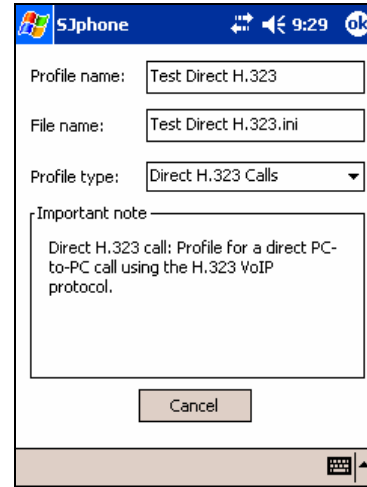 SJphone 9:29 ok
Profile name: Test Direct H.323
File name: Test Direct H.323.ini
Profile type: Direct H.323 Calls
Important note
Direct H.323 call: Profile for a direct PC-
to-PC call using the H.323 VoIP
protocol.
Cancel